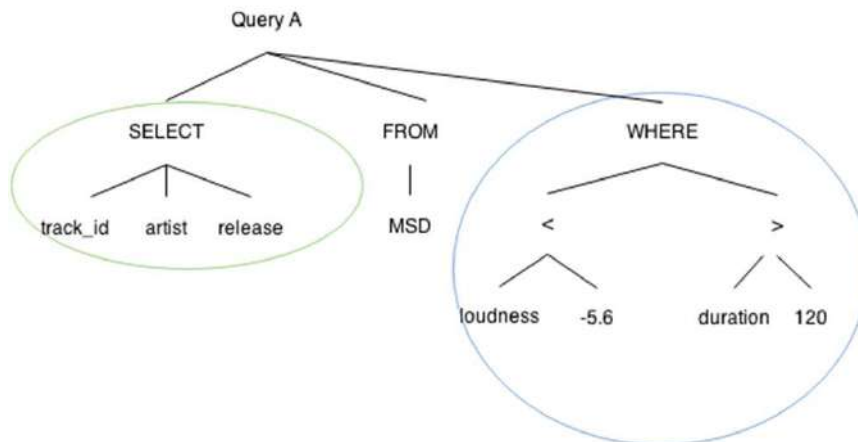 Query A
SELECT FROM WHERE
track_id artist release MSD < >
loudness -5.6 duration 120